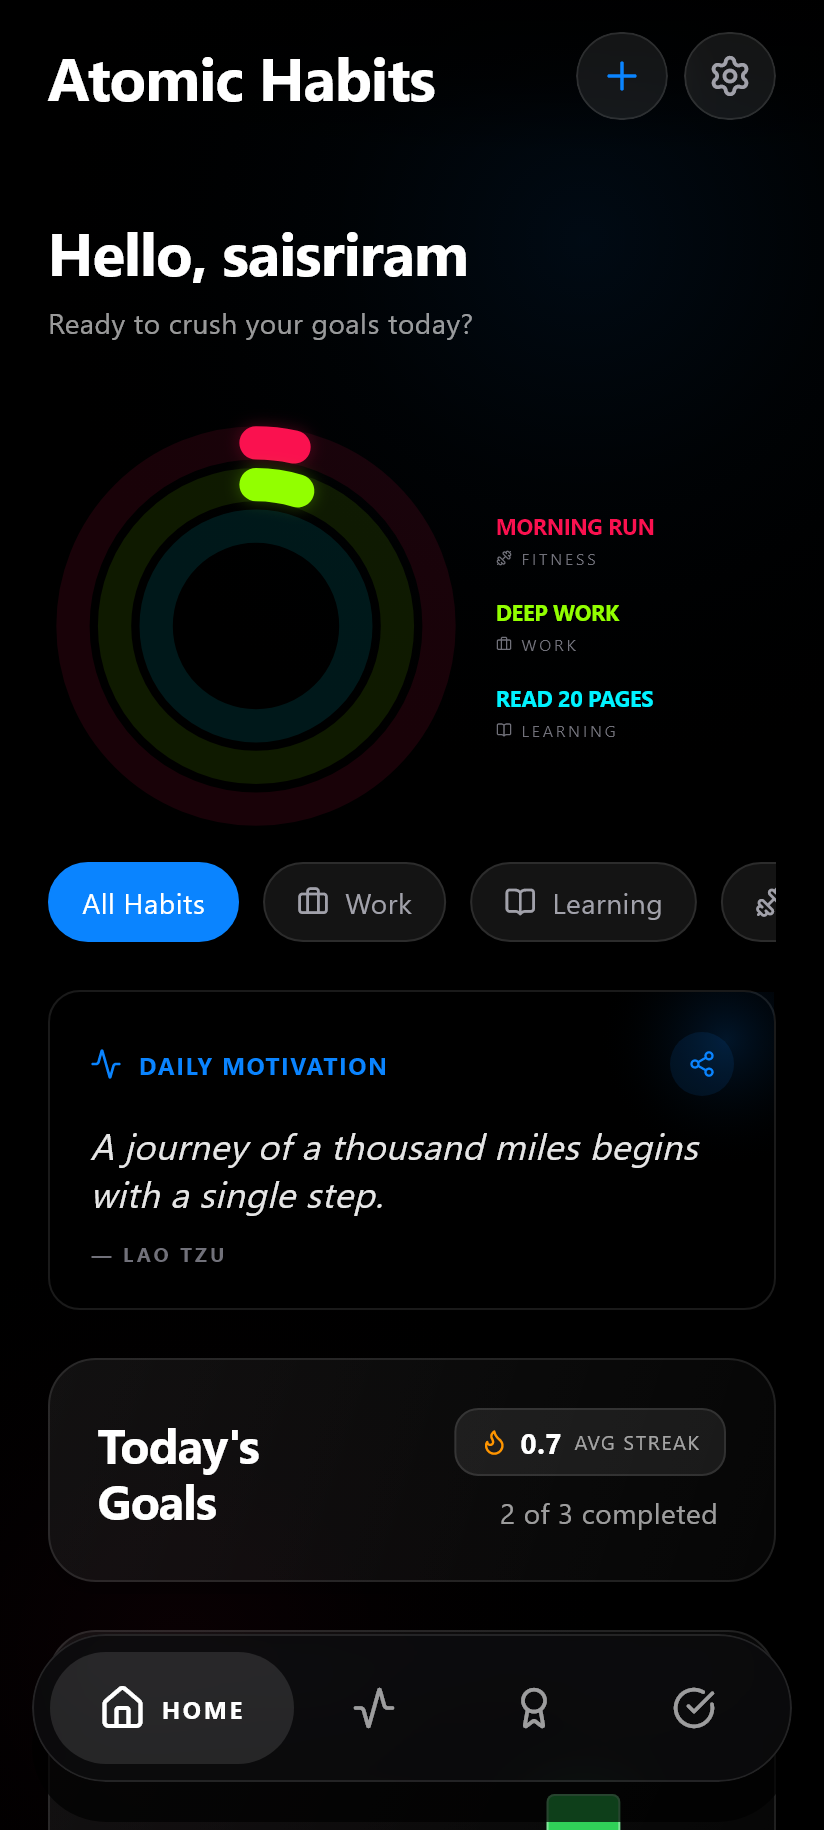 Atomic Habits
Hello, saisriram
Ready to crush your goals today?
MORNING RUN
FITNESS
DEEP WORK
WORK
READ 20 PAGES
LEARNING
All Habits
Work
Learning
DAILY MOTIVATION
A journey of a thousand miles begins
with a single step.
— LAO TZU
Today's
Goals
0.7 AVG STREAK
2 of 3 completed
HOME